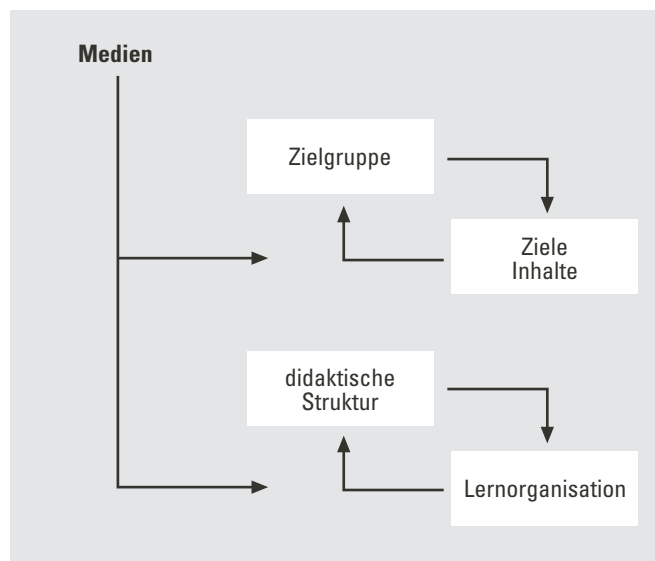 Medien
Zielgruppe
Ziele
Inhalte
didaktische
Struktur
Lernorganisation